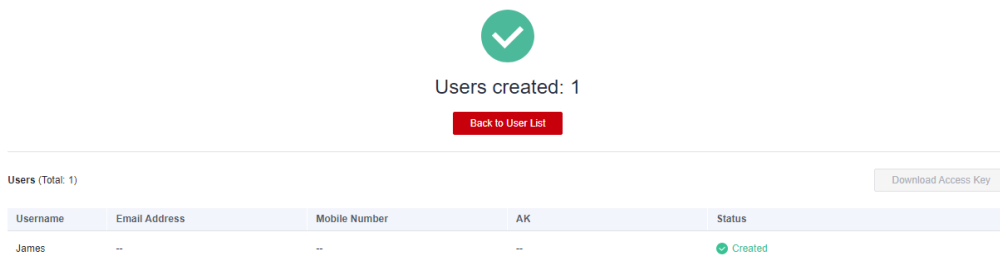 Users created: 1
Back to User List
Users (Total: 1)
Download Access Key
Username Email Address Mobile Number AK Status
James -- -- -- Created